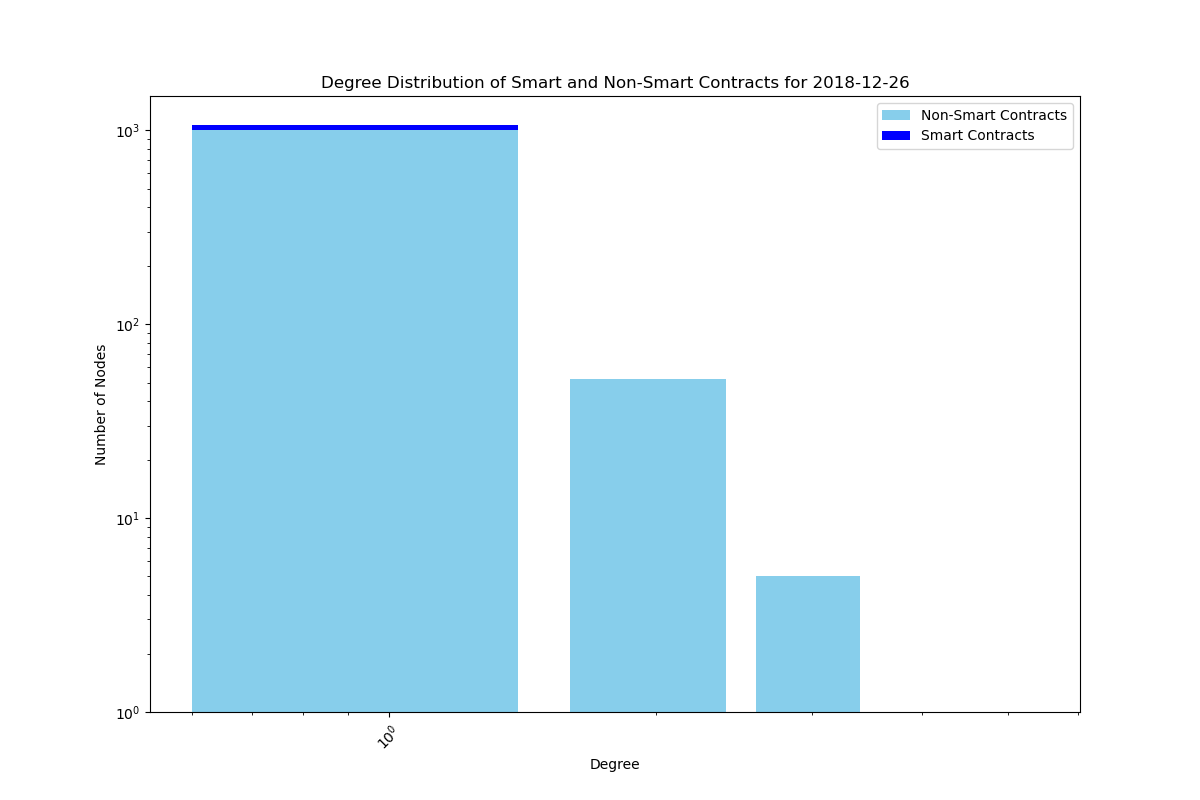 Degree Distribution of Smart and Non-Smart Contracts for 2018-12-26
Non-Smart Contracts
Smart Contracts
10³
10²
10¹
10⁰
Number of Nodes
10⁰
Degree